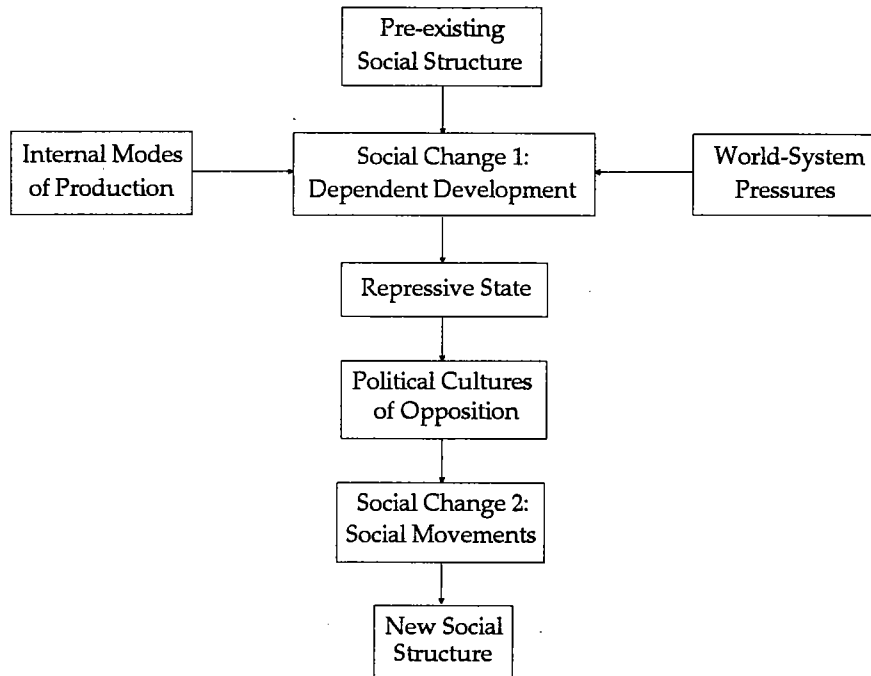 Pre-existing
Social Structure
Internal Modes
of Production
Social Change 1:
Dependent Development
World-System
Pressures
Repressive State
Political Cultures
of Opposition
Social Change 2:
Social Movements
New Social
Structure